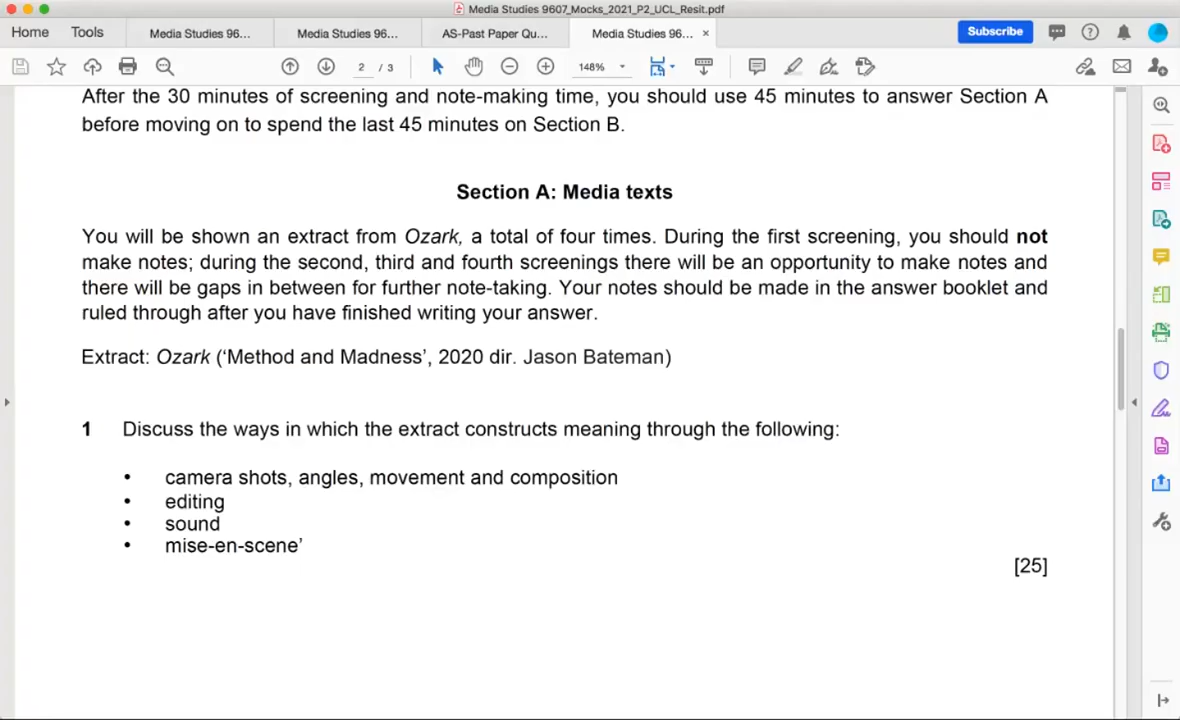 Media Studies 9607_Mocks_2021_P2_UCL_Resit.pdf
Home Tools Media Studies 96... Media Studies 96... AS-Past Paper Qu... Media Studies 96... × Subscribe
2 / 3 148%
After the 30 minutes of screening and note-making time, you should use 45 minutes to answer Section A
before moving on to spend the last 45 minutes on Section B.
Section A: Media texts
You will be shown an extract from Ozark, a total of four times. During the first screening, you should not
make notes; during the second, third and fourth screenings there will be an opportunity to make notes and
there will be gaps in between for further note-taking. Your notes should be made in the answer booklet and
ruled through after you have finished writing your answer.
Extract: Ozark (‘Method and Madness’, 2020 dir. Jason Bateman)
1 Discuss the ways in which the extract constructs meaning through the following:
• camera shots, angles, movement and composition
• editing
• sound
• mise-en-scene’
[25]